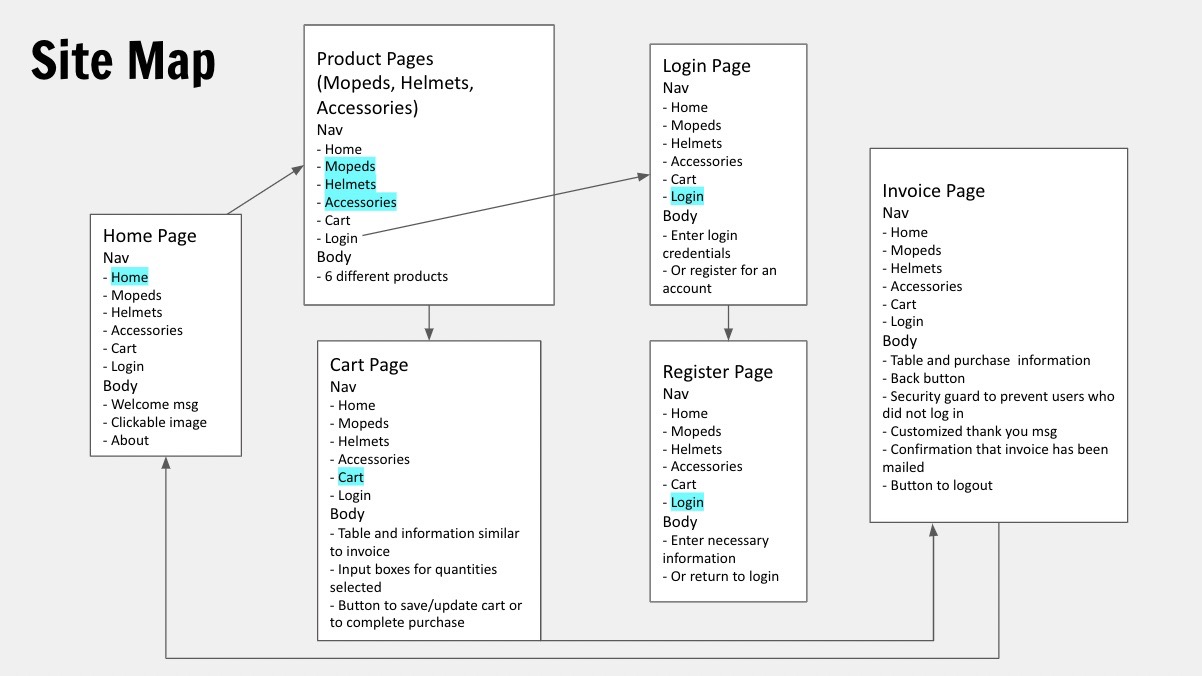 Site Map
Home Page
Nav
- Home
- Mopeds
- Helmets
- Accessories
- Cart
- Login
Body
- Welcome msg
- Clickable image
- About
Product Pages
(Mopeds, Helmets,
Accessories)
Nav
- Home
- Mopeds
- Helmets
- Accessories
- Cart
- Login
Body
- 6 different products
Cart Page
Nav
- Home
- Mopeds
- Helmets
- Accessories
- Cart
- Login
Body
- Table and information similar
to invoice
- Input boxes for quantities
selected
- Button to save/update cart or
to complete purchase
Login Page
Nav
- Home
- Mopeds
- Helmets
- Accessories
- Cart
- Login
Body
- Enter login
credentials
- Or register for an
account
Register Page
Nav
- Home
- Mopeds
- Helmets
- Accessories
- Cart
- Login
Body
- Enter necessary
information
- Or return to login
Invoice Page
Nav
- Home
- Mopeds
- Helmets
- Accessories
- Cart
- Login
Body
- Table and purchase  information
- Back button
- Security guard to prevent users who
did not log in
- Customized thank you msg
- Confirmation that invoice has been
mailed
- Button to logout